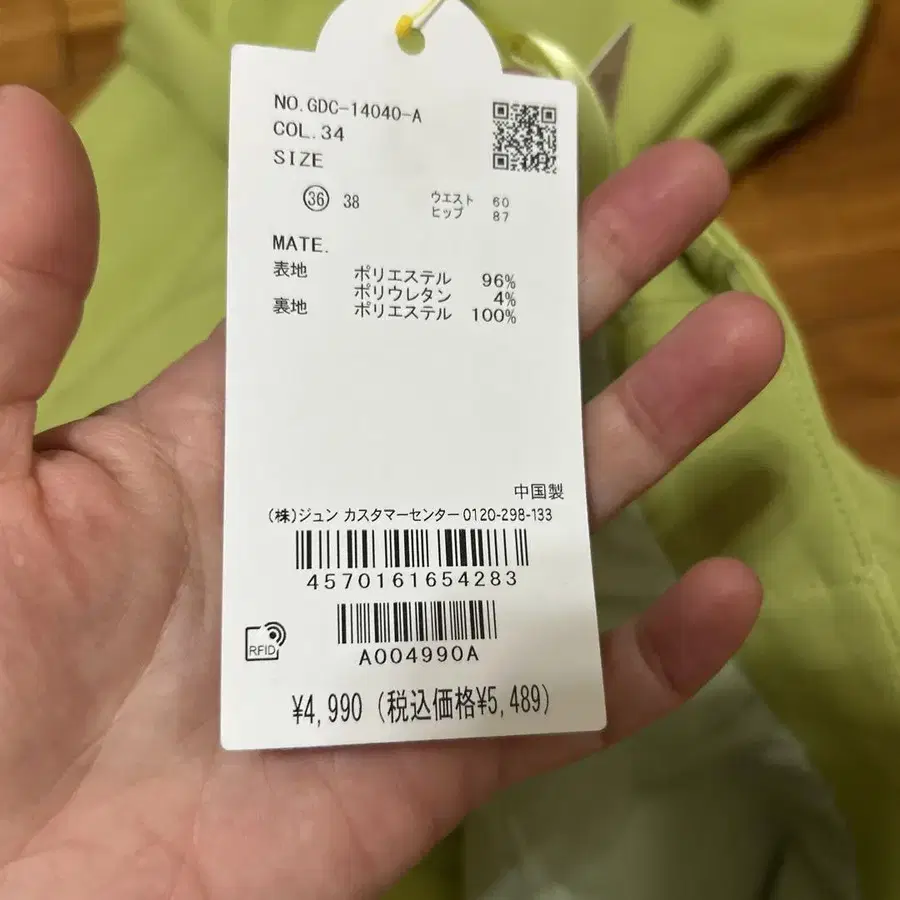 NO.GDC-14040-A
COL.34
SIZE
36 38
ウエスト 60
ヒップ 87
MATE.
表地 ポリエステル 96%
ポリウレタン 4%
裏地 ポリエステル 100%
中国製
(株)ジュン カスタマーセンター 0120-298-133
4570161654283
A004990A
RFID
¥4,990 (税込価格¥5,489)